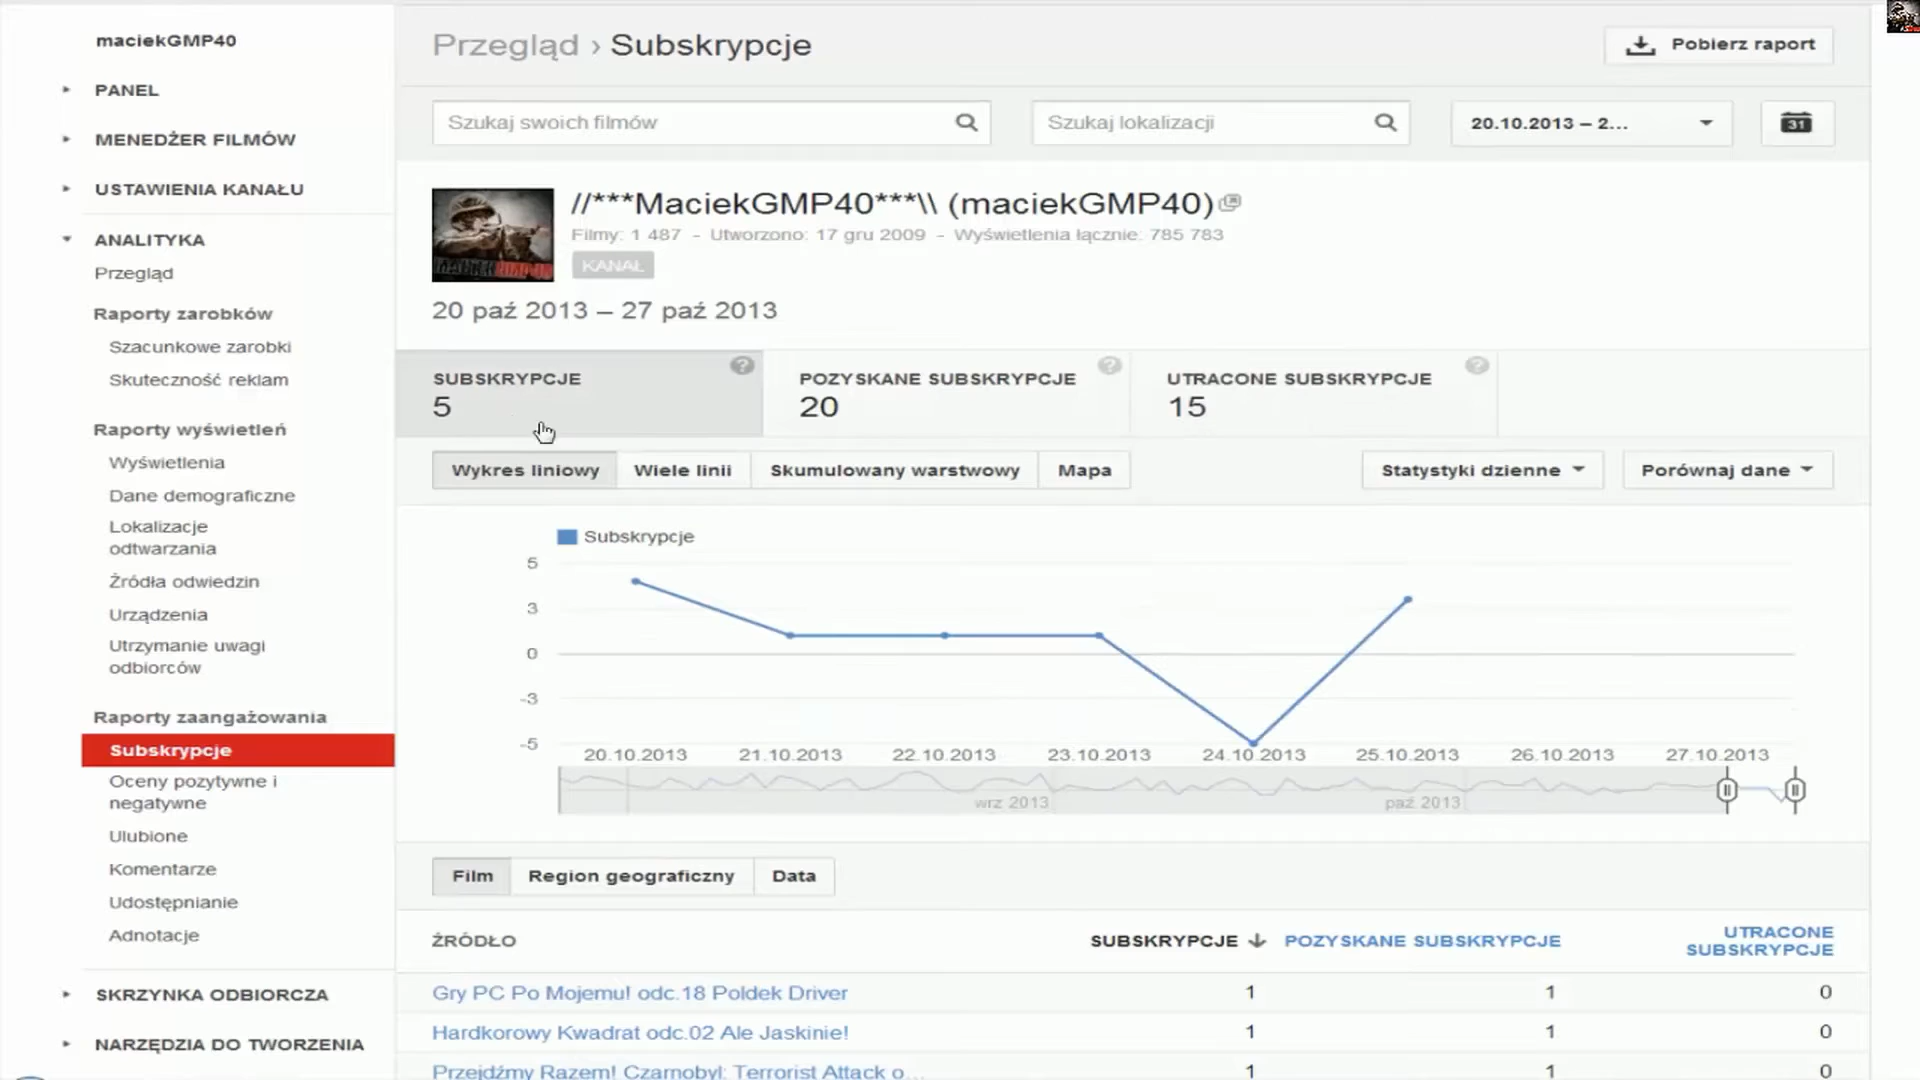 maciekGMP40
PANEL
MENEDŻER FILMÓW
USTAWIENIA KANAŁU
ANALITYKA
Przegląd
Raporty zarobków
Szacunkowe zarobki
Skuteczność reklam
Raporty wyświetleń
Wyświetlenia
Dane demograficzne
Lokalizacje
odtwarzania
Źródła odwiedzin
Urządzenia
Utrzymanie uwagi
odbiorców
Raporty zaangażowania
Subskrypcje
Oceny pozytywne i
negatywne
Ulubione
Komentarze
Udostępnianie
Adnotacje
SKRZYNKA ODBIORCZA
NARZĘDZIA DO TWORZENIA
Przegląd › Subskrypcje
Pobierz raport
Szukaj swoich filmów
Szukaj lokalizacji
20.10.2013 – 2...
31
//***MaciekGMP40***\\ (maciekGMP40)
Filmy: 1 487 - Utworzono: 17 gru 2009 - Wyświetlenia łącznie: 785 783
KANAŁ
20 paź 2013 – 27 paź 2013
SUBSKRYPCJE ?
5
POZYSKANE SUBSKRYPCJE ?
20
UTRACONE SUBSKRYPCJE ?
15
Wykres liniowy Wiele linii Skumulowany warstwowy Mapa
Statystyki dzienne Porównaj dane
Subskrypcje
5
3
0
-3
-5
20.10.2013 21.10.2013 22.10.2013 23.10.2013 24.10.2013 25.10.2013 26.10.2013 27.10.2013
wrz 2013 paź 2013
Film Region geograficzny Data
ŹRÓDŁO SUBSKRYPCJE POZYSKANE SUBSKRYPCJE UTRACONE
SUBSKRYPCJE
Gry PC Po Mojemu! odc.18 Poldek Driver 1 1 0
Hardkorowy Kwadrat odc.02 Ale Jaskinie! 1 1 0
Przejdźmy Razem! Czarnobyl: Terrorist Attack o... 1 1 0